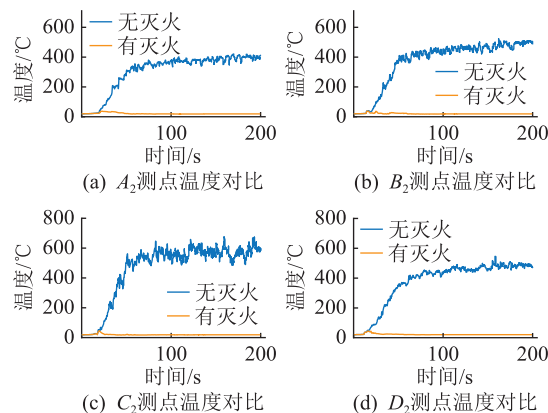 600
400
200
0
温度/℃
无灭火
有灭火
100
200
时间/s
(a) A₂测点温度对比
600
400
200
0
温度/℃
无灭火
有灭火
100
200
时间/s
(b) B₂测点温度对比
800
600
400
200
0
温度/℃
无灭火
有灭火
100
200
时间/s
(c) C₂测点温度对比
800
600
400
200
0
温度/℃
无灭火
有灭火
100
200
时间/s
(d) D₂测点温度对比